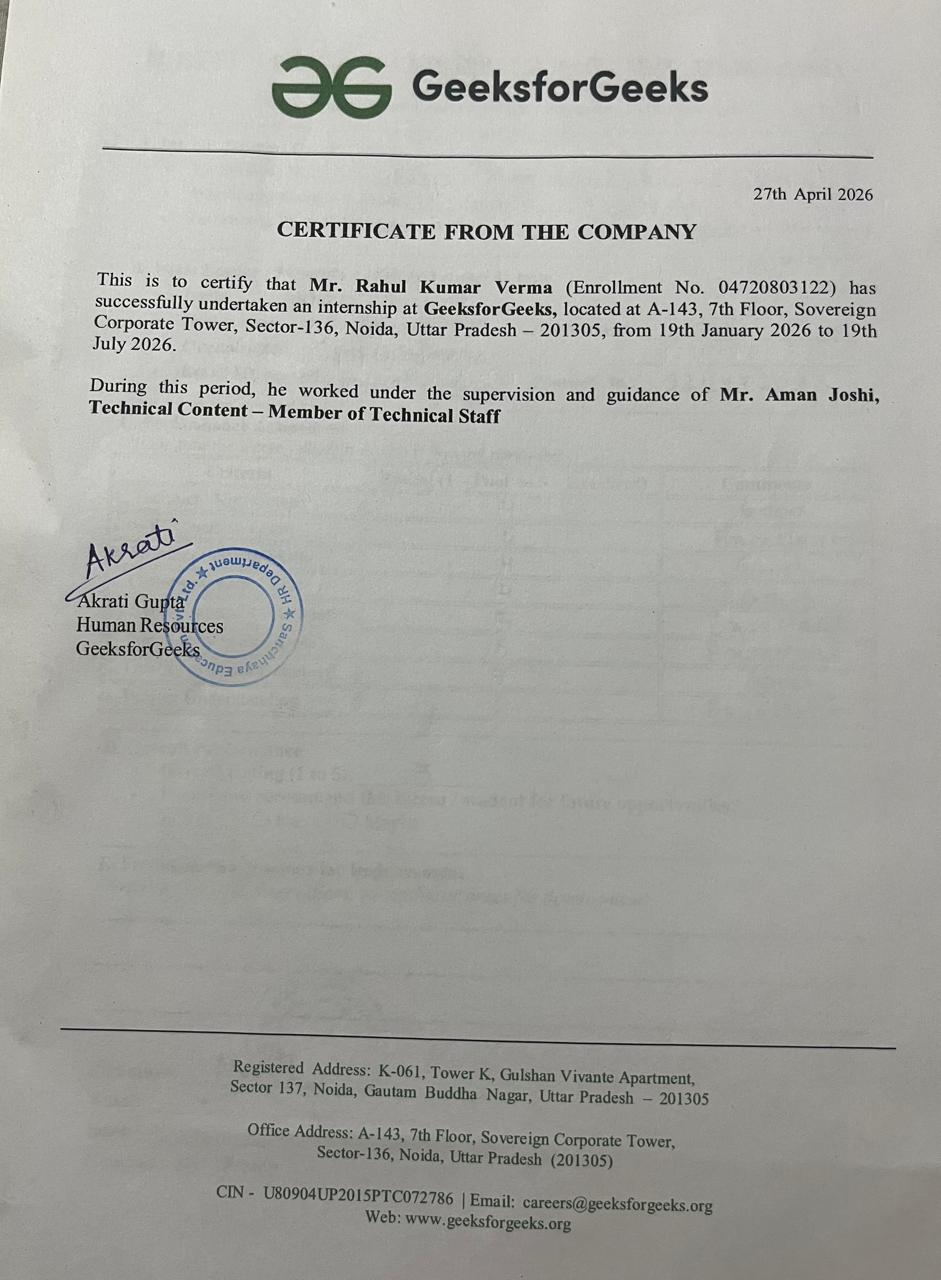 GeeksforGeeks
27th April 2026
CERTIFICATE FROM THE COMPANY
This is to certify that Mr. Rahul Kumar Verma (Enrollment No. 04720803122) has
successfully undertaken an internship at GeeksforGeeks, located at A-143, 7th Floor, Sovereign
Corporate Tower, Sector-136, Noida, Uttar Pradesh – 201305, from 19th January 2026 to 19th
July 2026.
During this period, he worked under the supervision and guidance of Mr. Aman Joshi,
Technical Content – Member of Technical Staff
Akrati
Akrati Gupta
Human Resources
GeeksforGeeks
Sanchhaya Education Pvt. Ltd. ★ HR Department ★
Registered Address: K-061, Tower K, Gulshan Vivante Apartment,
Sector 137, Noida, Gautam Buddha Nagar, Uttar Pradesh – 201305
Office Address: A-143, 7th Floor, Sovereign Corporate Tower,
Sector-136, Noida, Uttar Pradesh (201305)
CIN - U80904UP2015PTC072786 | Email: careers@geeksforgeeks.org
Web: www.geeksforgeeks.org